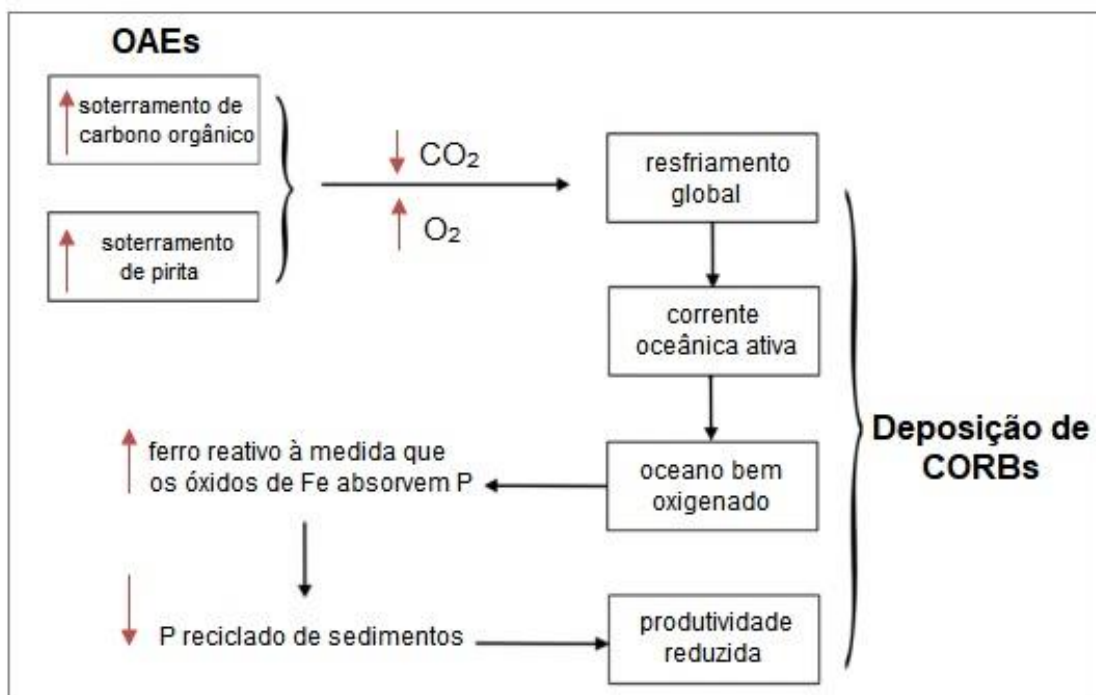 OAEs
soterramento de
carbono orgânico
soterramento
de pirita
CO₂
O₂
resfriamento
global
corrente
oceânica ativa
oceano bem
oxigenado
ferro reativo à medida que
os óxidos de Fe absorvem P
P reciclado de sedimentos
produtividade
reduzida
Deposição de
CORBs